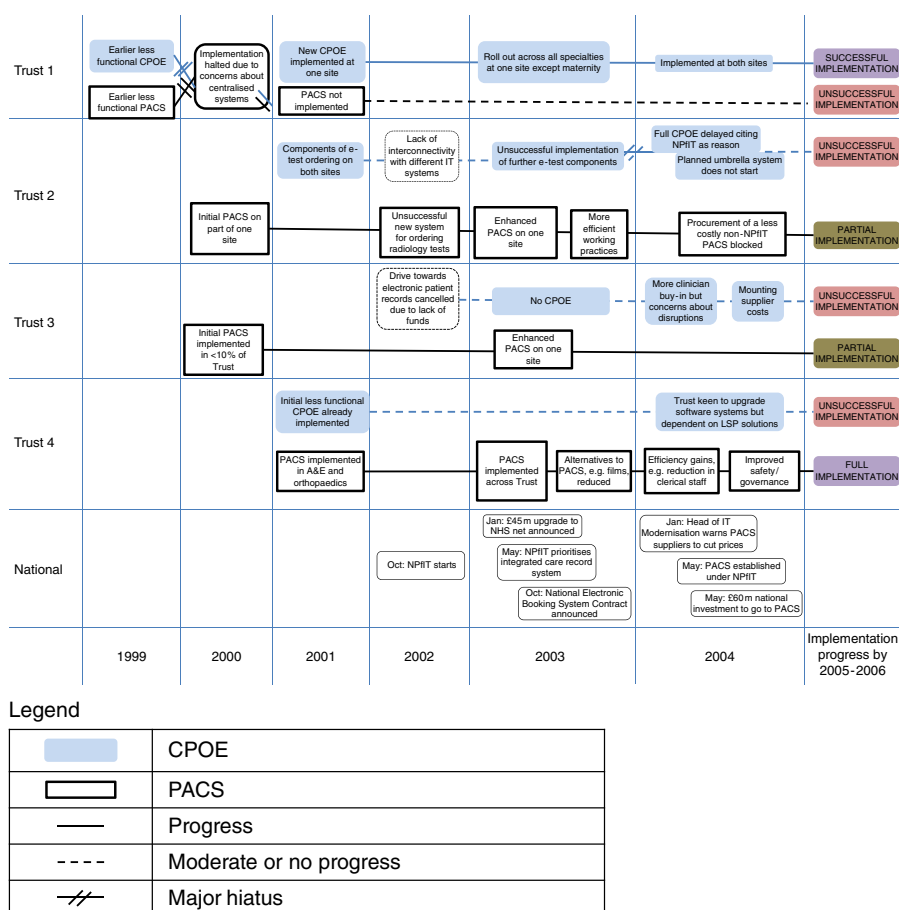 Trust 1
Earlier less
functional CPOE
Earlier less
functional PACS
Implementation
halted due to
concerns about
centralised
systems
New CPOE
implemented at
one site
PACS not
implemented
Roll out across all specialties
at one site except maternity
Implemented at both sites
SUCCESSFUL
IMPLEMENTATION
UNSUCCESSFUL
IMPLEMENTATION
Trust 2
Components of e-
test ordering on
both sites
Lack of
interconnectivity
with different IT
systems
Unsuccessful implementation
of further e-test components
Full CPOE delayed citing
NPfIT as reason
Planned umbrella system
does not start
UNSUCCESSFUL
IMPLEMENTATION
Initial PACS on
part of one
site
Unsuccessful
new system
for ordering
radiology tests
Enhanced
PACS on one
site
More
efficient
working
practices
Procurement of a less
costly non-NPfIT
PACS blocked
PARTIAL
IMPLEMENTATION
Trust 3
Drive towards
electronic patient
records cancelled
due to lack of
funds
No CPOE
More clinician
buy-in but
concerns about
disruptions
Mounting
supplier
costs
UNSUCCESSFUL
IMPLEMENTATION
Initial PACS
implemented
in <10% of
Trust
Enhanced
PACS on one
site
PARTIAL
IMPLEMENTATION
Trust 4
Initial less functional
CPOE already
implemented
Trust keen to upgrade
software systems but
dependent on LSP solutions
UNSUCCESSFUL
IMPLEMENTATION
PACS implemented
in A&E and
orthopaedics
PACS
implemented
across Trust
Alternatives to
PACS, e.g. films,
reduced
Efficiency gains,
e.g. reduction in
clerical staff
Improved
safety/
governance
FULL
IMPLEMENTATION
National
Oct: NPfIT starts
Jan: £45m upgrade to
NHS net announced
May: NPfIT prioritises
integrated care record
system
Oct: National Electronic
Booking System Contract
announced
Jan: Head of IT
Modernisation warns PACS
suppliers to cut prices
May: PACS established
under NPfIT
May: £60m national
investment to go to PACS
1999
2000
2001
2002
2003
2004
Implementation
progress by
2005-2006
Legend
CPOE
PACS
Progress
Moderate or no progress
Major hiatus